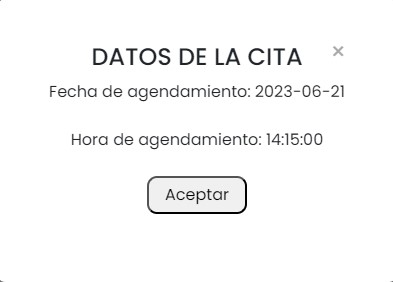 DATOS DE LA CITA
×
Fecha de agendamiento: 2023-06-21
Hora de agendamiento: 14:15:00
Aceptar